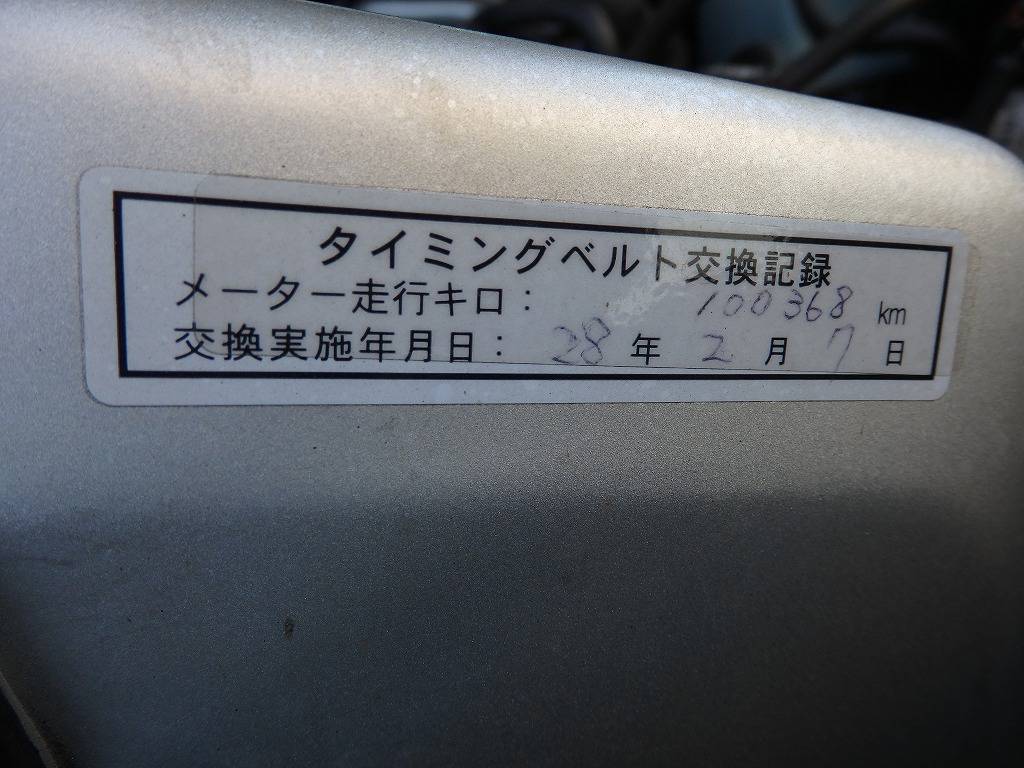 タイミングベルト交換記録
メーター走行キロ： 100368 km
交換実施年月日： 28 年 2 月 7 日